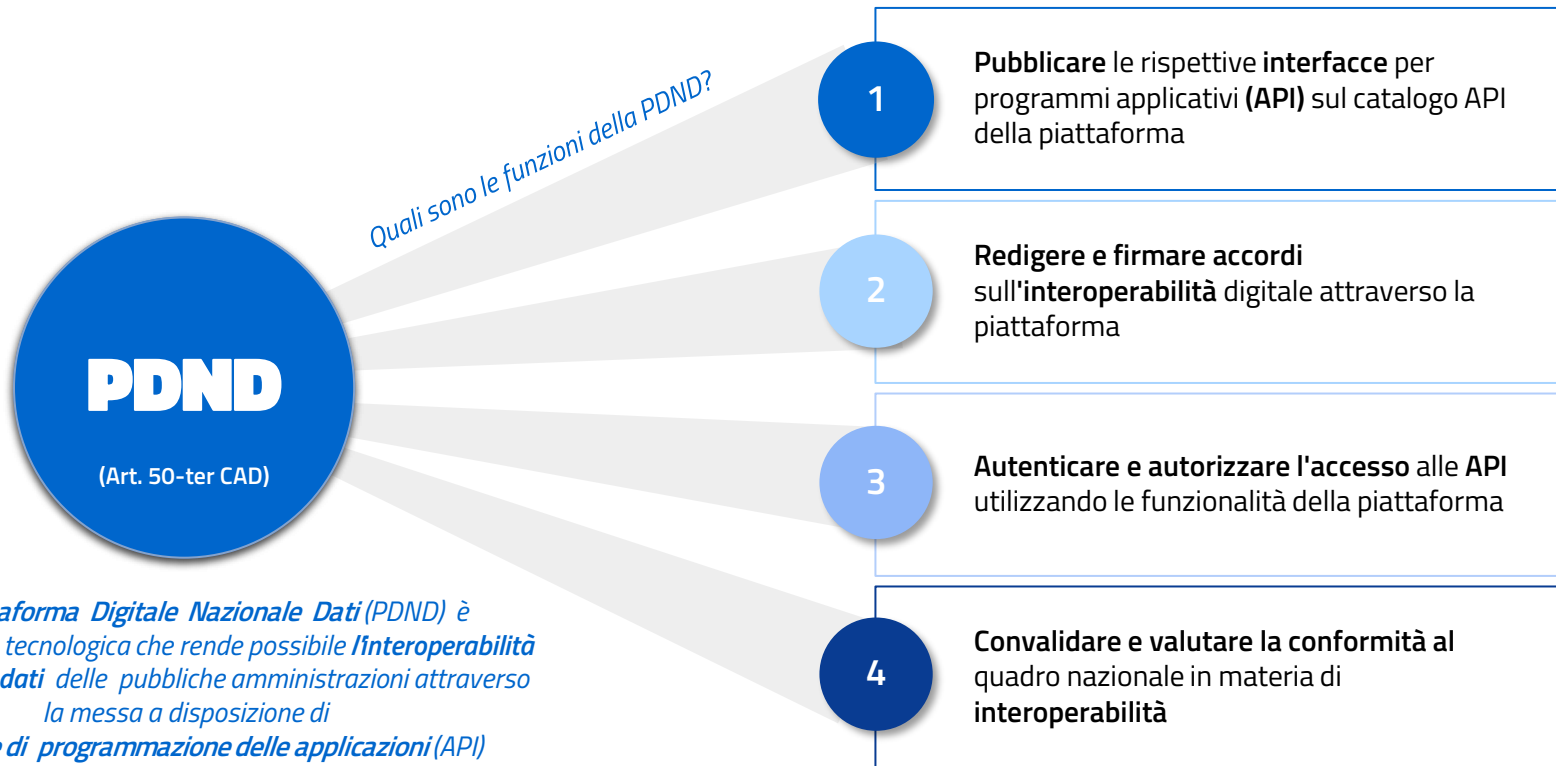 Quali sono le funzioni della PDND?
PDND
(Art. 50-ter CAD)
aforma Digitale Nazionale Dati (PDND) è
tecnologica che rende possibile l'interoperabilità
dati delle pubbliche amministrazioni attraverso
la messa a disposizione di
di programmazione delle applicazioni (API)
1
Pubblicare le rispettive interfacce per
programmi applicativi (API) sul catalogo API
della piattaforma
2
Redigere e firmare accordi
sull'interoperabilità digitale attraverso la
piattaforma
3
Autenticare e autorizzare l'accesso alle API
utilizzando le funzionalità della piattaforma
4
Convalidare e valutare la conformità al
quadro nazionale in materia di
interoperabilità